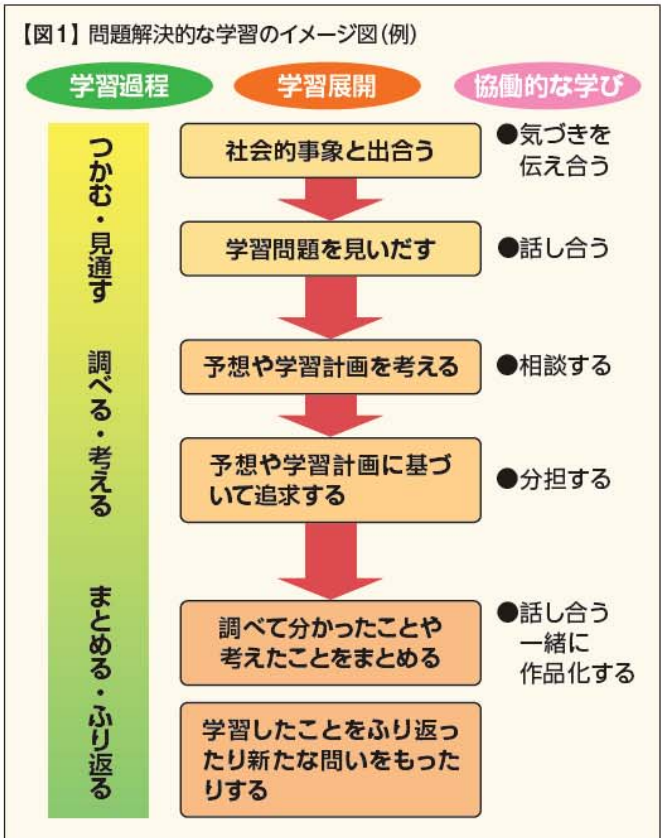 【図1】問題解決的な学習のイメージ図(例)
学習過程
学習展開
協働的な学び
つかむ・見通す
社会的事象と出合う
●気づきを
伝え合う
学習問題を見いだす
●話し合う
調べる・考える
予想や学習計画を考える
●相談する
予想や学習計画に基づ
いて追求する
●分担する
まとめる・ふり返る
調べて分かったことや
考えたことをまとめる
●話し合う
一緒に
作品化する
学習したことをふり返っ
たり新たな問いをもった
りする